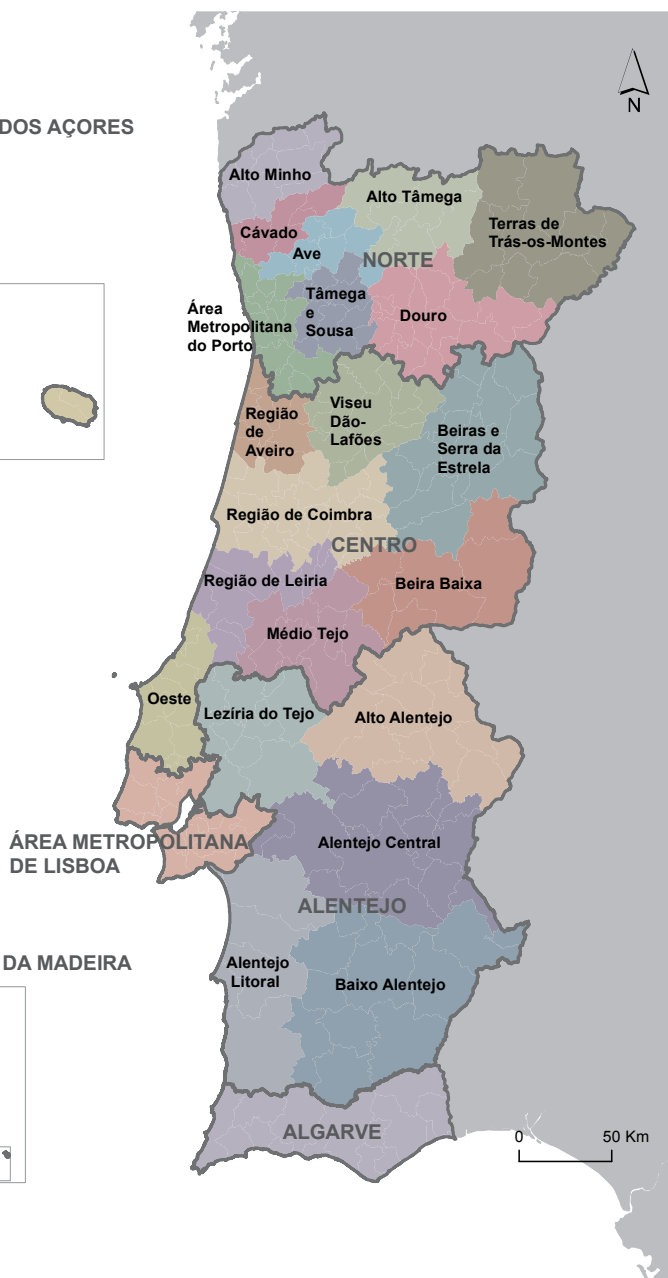 N
DOS AÇORES
Alto Minho
Alto Tâmega
Terras de
Trás-os-Montes
Cávado
Ave
NORTE
Tâmega
e
Sousa
Área
Metropolitana
do Porto
Douro
Região
de
Aveiro
Viseu
Dão-
Lafões
Beiras e
Serra da
Estrela
Região de Coimbra
CENTRO
Região de Leiria
Beira Baixa
Médio Tejo
Oeste
Lezíria do Tejo
Alto Alentejo
ÁREA METROPOLITANA
DE LISBOA
Alentejo Central
ALENTEJO
DA MADEIRA
Alentejo
Litoral
Baixo Alentejo
ALGARVE
0 50 Km